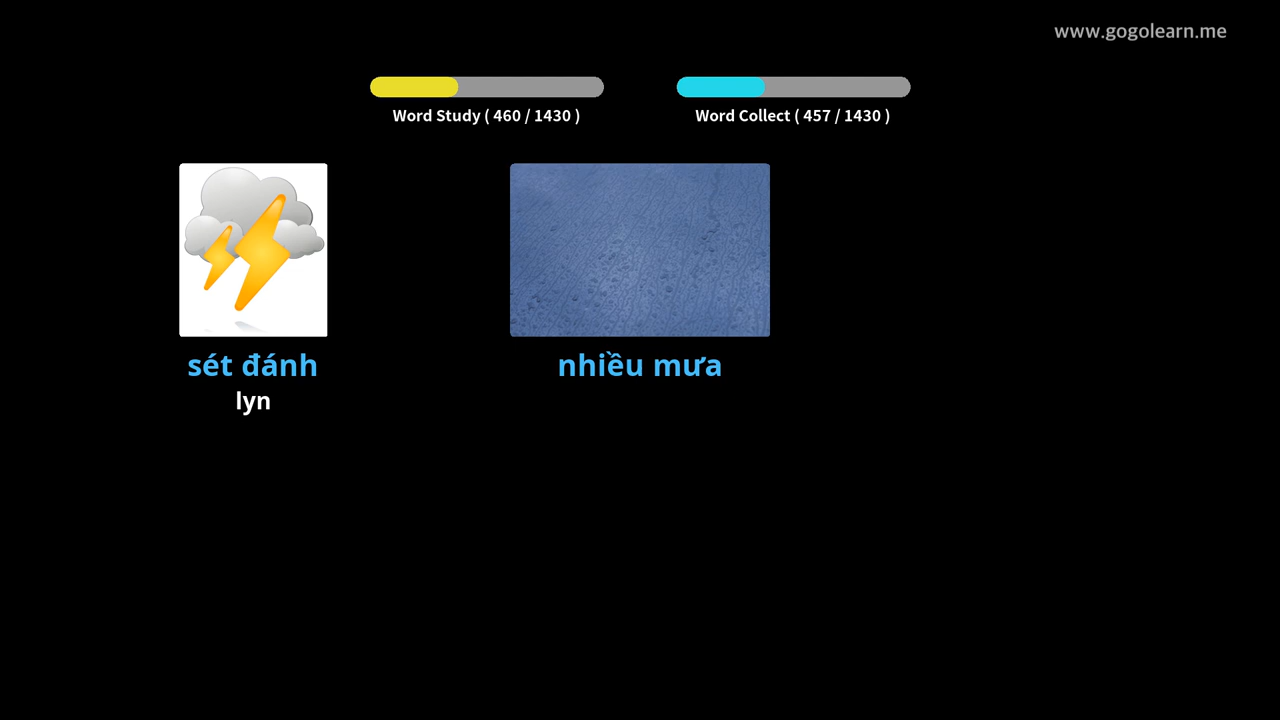 www.gogolearn.me
Word Study ( 460 / 1430 )
Word Collect ( 457 / 1430 )
sét đánh
lyn
nhiều mưa